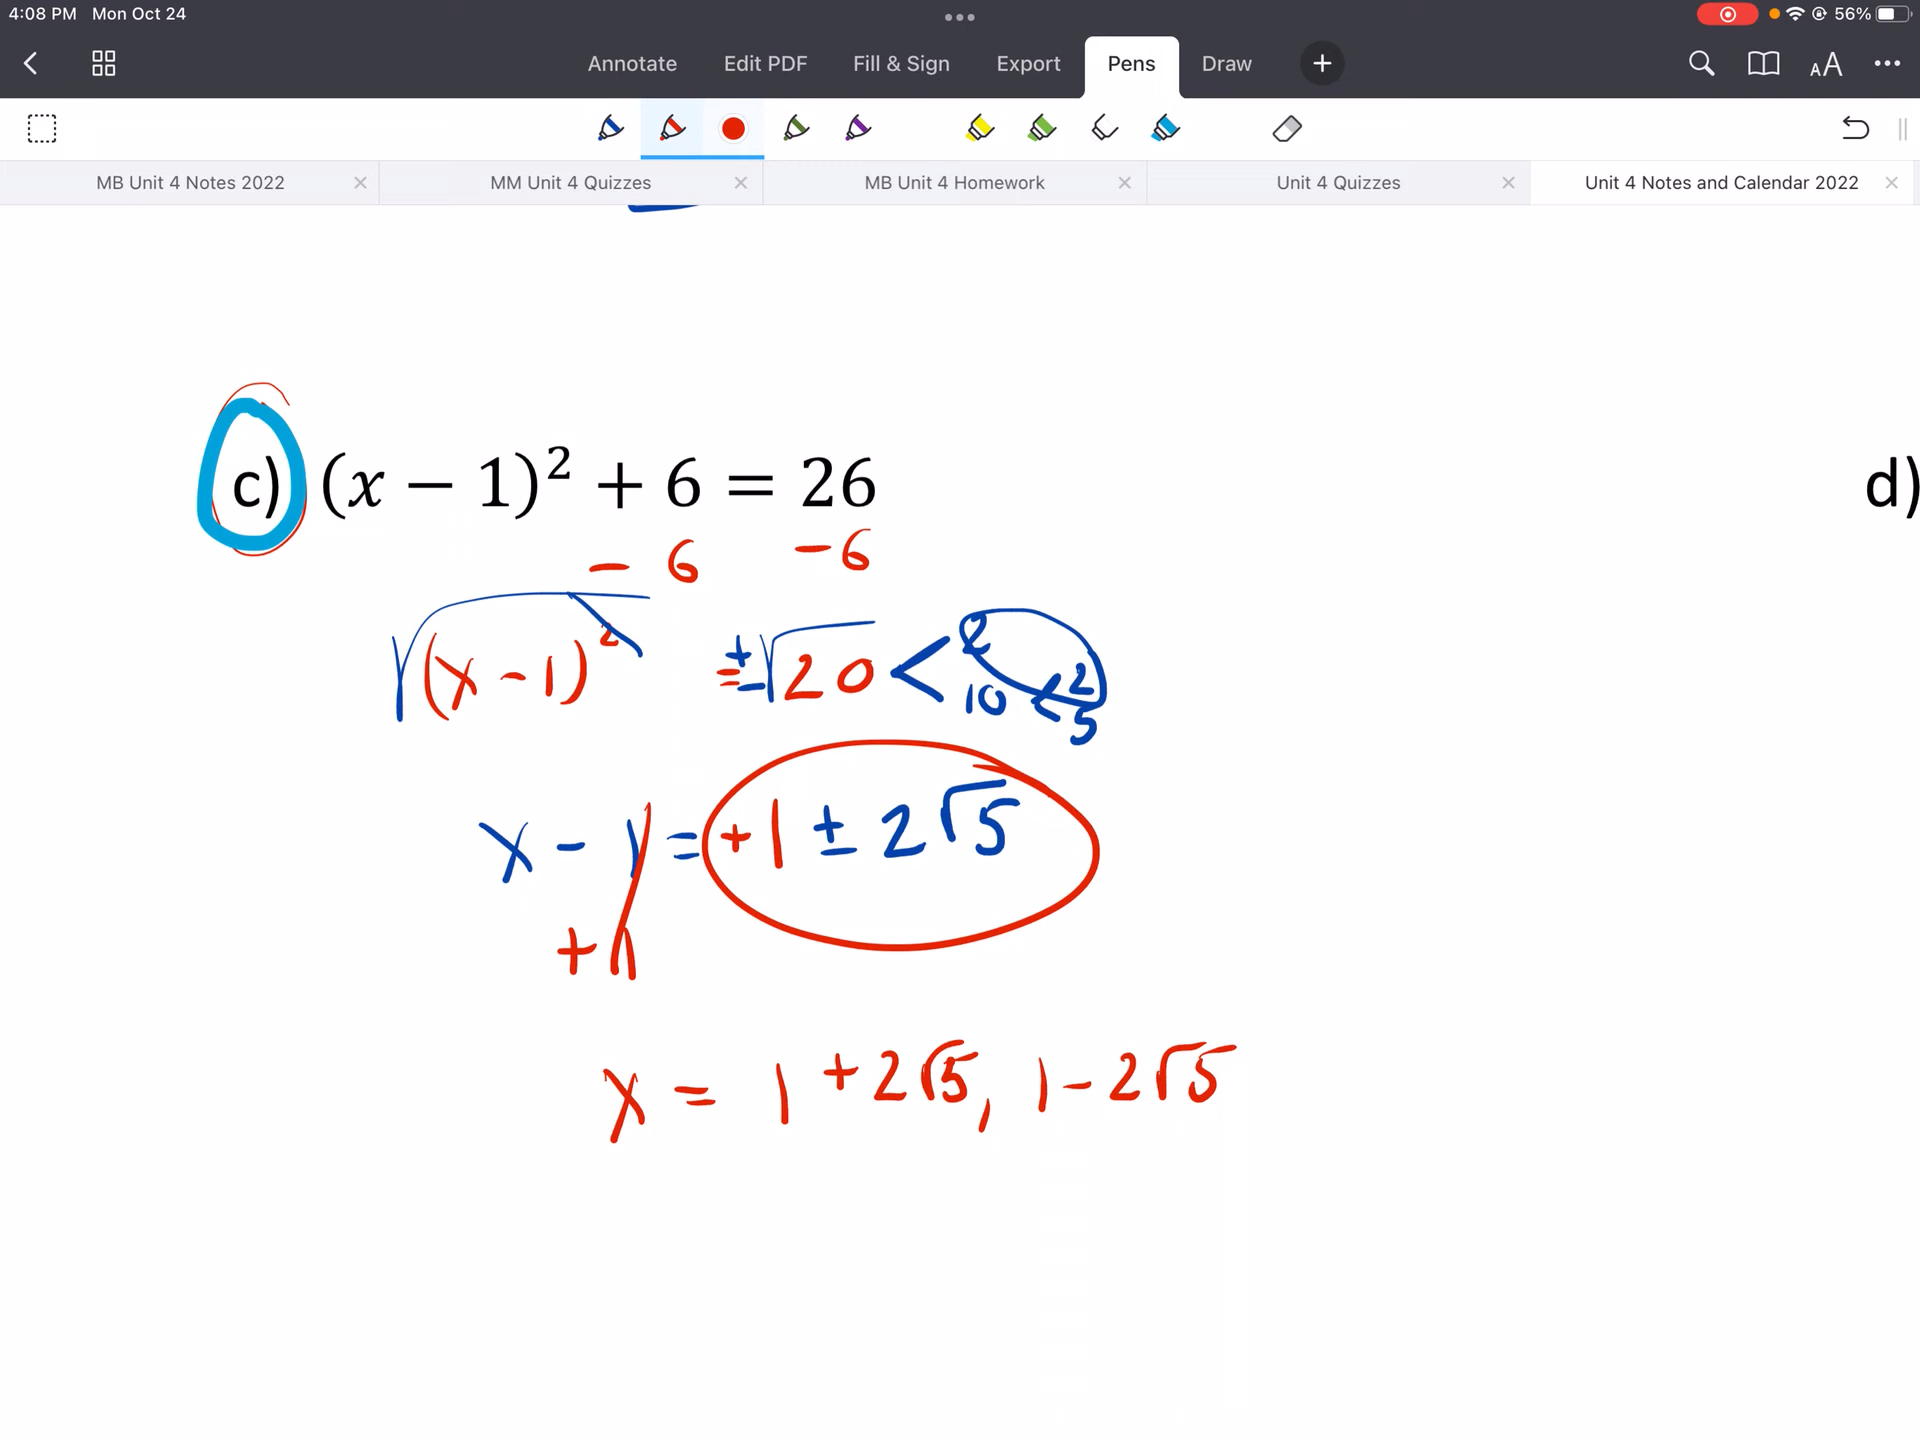 4:08 PM Mon Oct 24 56%
Annotate Edit PDF Fill & Sign Export Pens Draw
AA
MB Unit 4 Notes 2022 MM Unit 4 Quizzes MB Unit 4 Homework Unit 4 Quizzes Unit 4 Notes and Calendar 2022
c) (x − 1)² + 6 = 26 d)
− 6 −6
√(x − 1)² = ±√20 < 2
10 < 2
5
x − 1 = +1 ± 2√5
+1
x = 1 + 2√5, 1 − 2√5